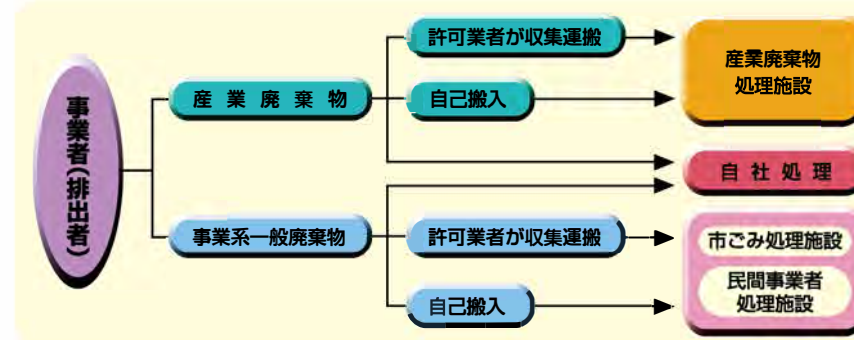 事業者(排出者)
産業廃棄物
許可業者が収集運搬
自己搬入
産業廃棄物
処理施設
自社処理
事業系一般廃棄物
許可業者が収集運搬
自己搬入
市ごみ処理施設
民間事業者
処理施設